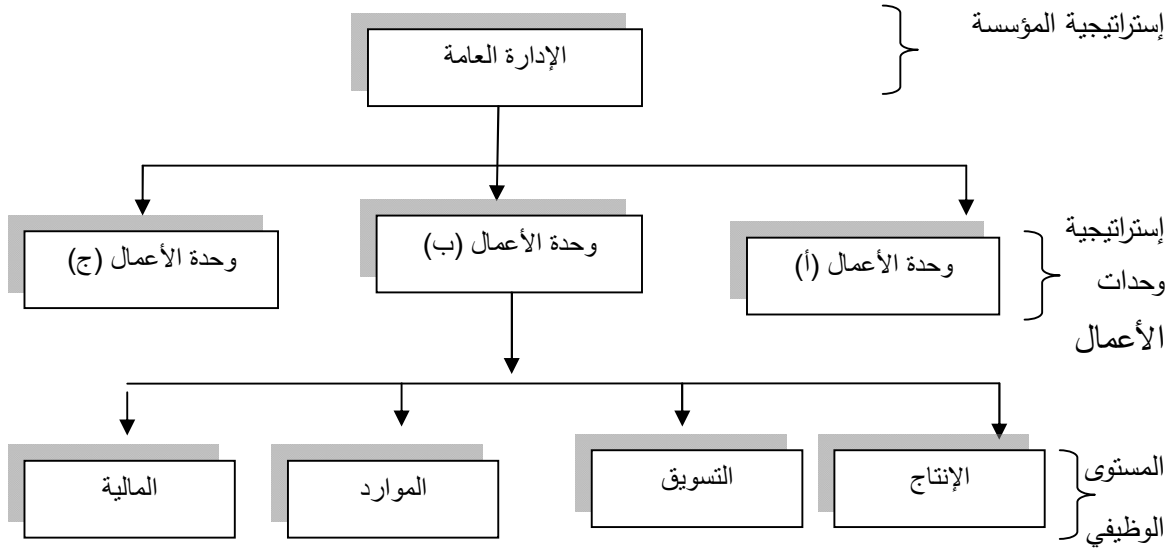 إستراتيجية المؤسسة
الإدارة العامة
إستراتيجية
وحدات
الأعمال
وحدة الأعمال (أ)
وحدة الأعمال (ب)
وحدة الأعمال (ج)
المستوى
الوظيفي
الإنتاج
التسويق
الموارد
المالية